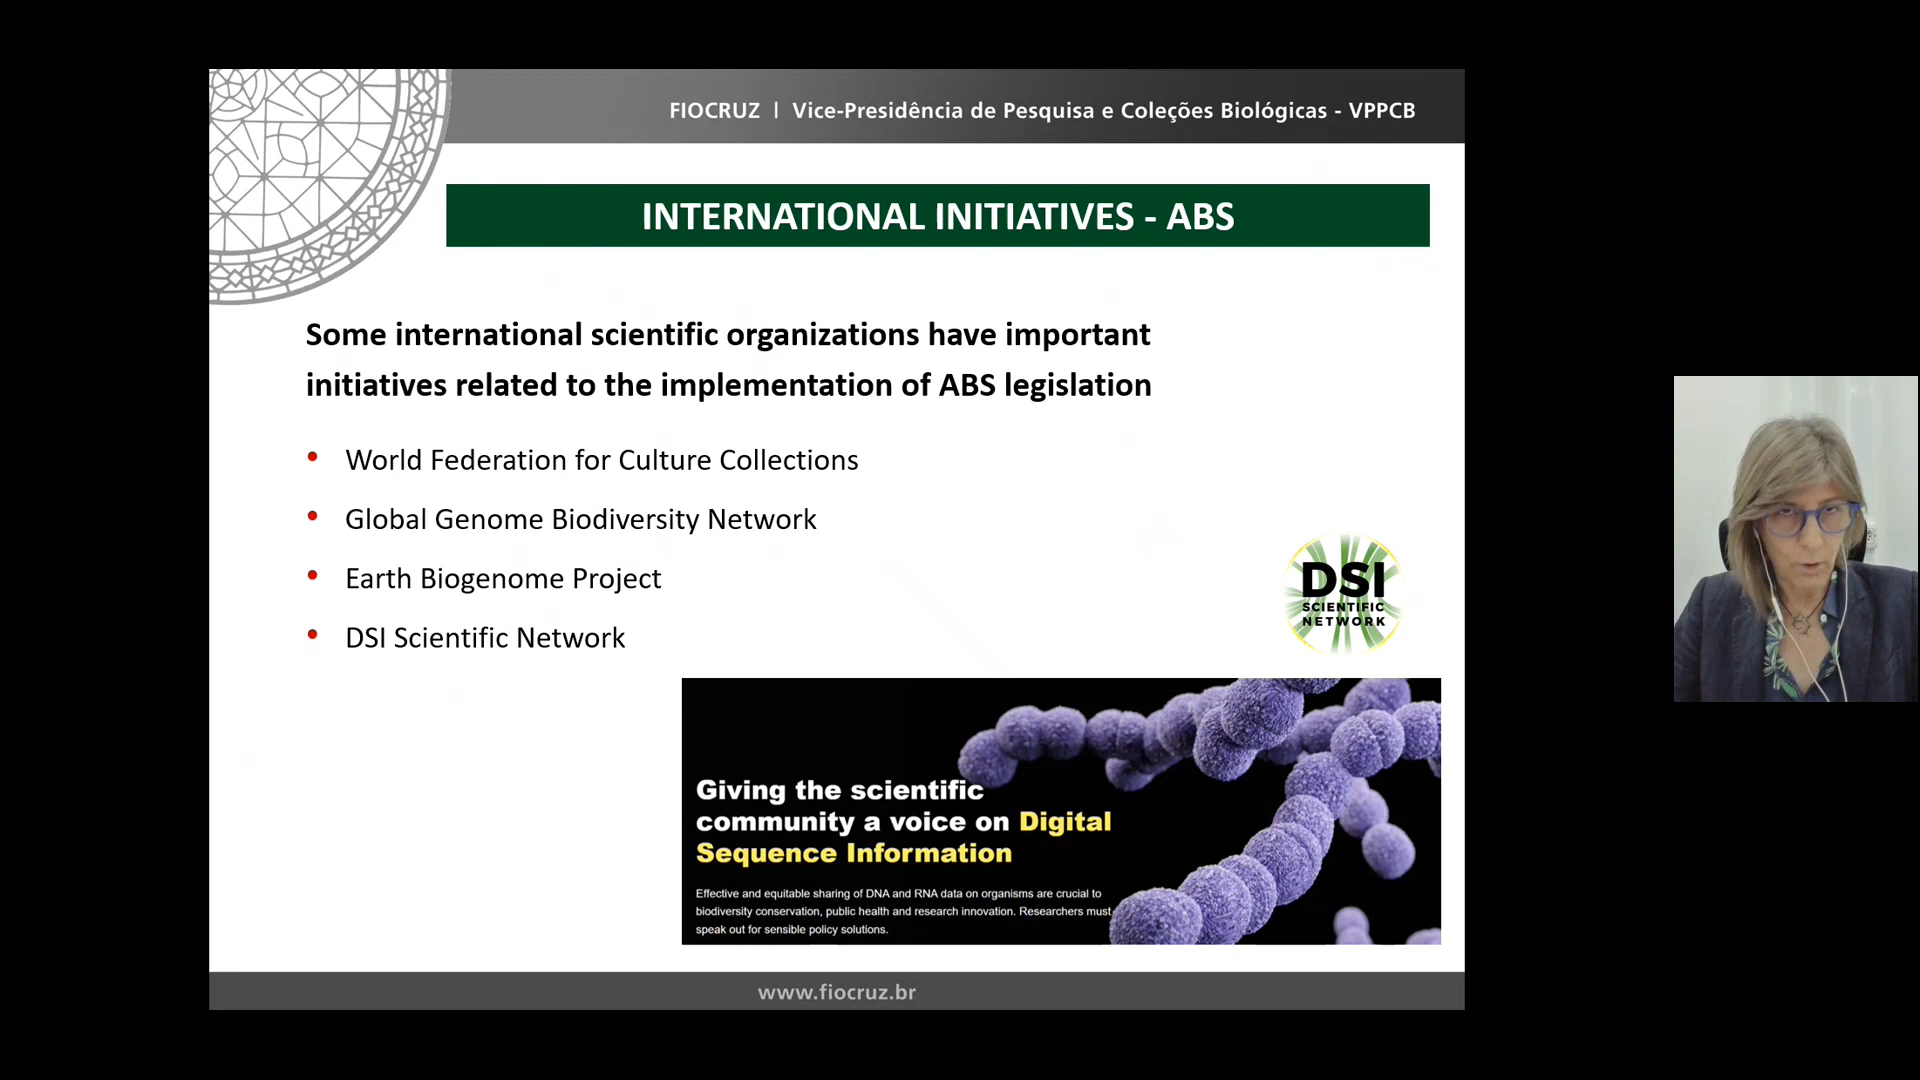 FIOCRUZ | Vice-Presidência de Pesquisa e Coleções Biológicas - VPPCB
INTERNATIONAL INITIATIVES - ABS
Some international scientific organizations have important
initiatives related to the implementation of ABS legislation
• World Federation for Culture Collections
• Global Genome Biodiversity Network
• Earth Biogenome Project
• DSI Scientific Network
DSI
SCIENTIFIC
NETWORK
Giving the scientific
community a voice on Digital
Sequence Information
Effective and equitable sharing of DNA and RNA data on organisms are crucial to
biodiversity conservation, public health and research innovation. Researchers must
speak out for sensible policy solutions.
www.fiocruz.br